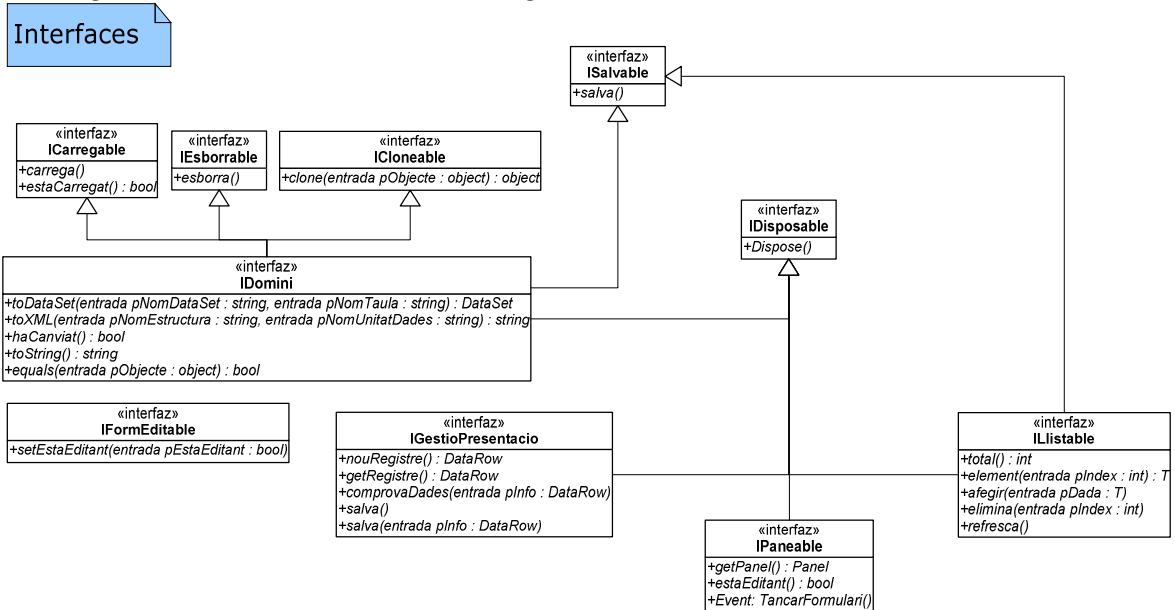 Interfaces
«interfaz»
ISalvable
+salva()
«interfaz»
ICarregable
+carrega()
+estaCarregat() : bool
«interfaz»
IEsborrable
+esborra()
«interfaz»
ICloneable
+clone(entrada pObjecte : object) : object
«interfaz»
IDisposable
+Dispose()
«interfaz»
IDomini
+toDataSet(entrada pNomDataSet : string, entrada pNomTaula : string) : DataSet
+toXML(entrada pNomEstructura : string, entrada pNomUnitatDades : string) : string
+haCanviat() : bool
+toString() : string
+equals(entrada pObjecte : object) : bool
«interfaz»
IFormEditable
+setEstaEditant(entrada pEstaEditant : bool)
«interfaz»
IGestioPresentacio
+nouRegistre() : DataRow
+getRegistre() : DataRow
+comprovaDades(entrada pInfo : DataRow)
+salva()
+salva(entrada pInfo : DataRow)
«interfaz»
ILlistable
+total() : int
+element(entrada pIndex : int) : T
+afegir(entrada pDada : T)
+elimina(entrada pIndex : int)
+refresca()
«interfaz»
IPaneable
+getPanel() : Panel
+estaEditant() : bool
+Event: TancarFormulari()